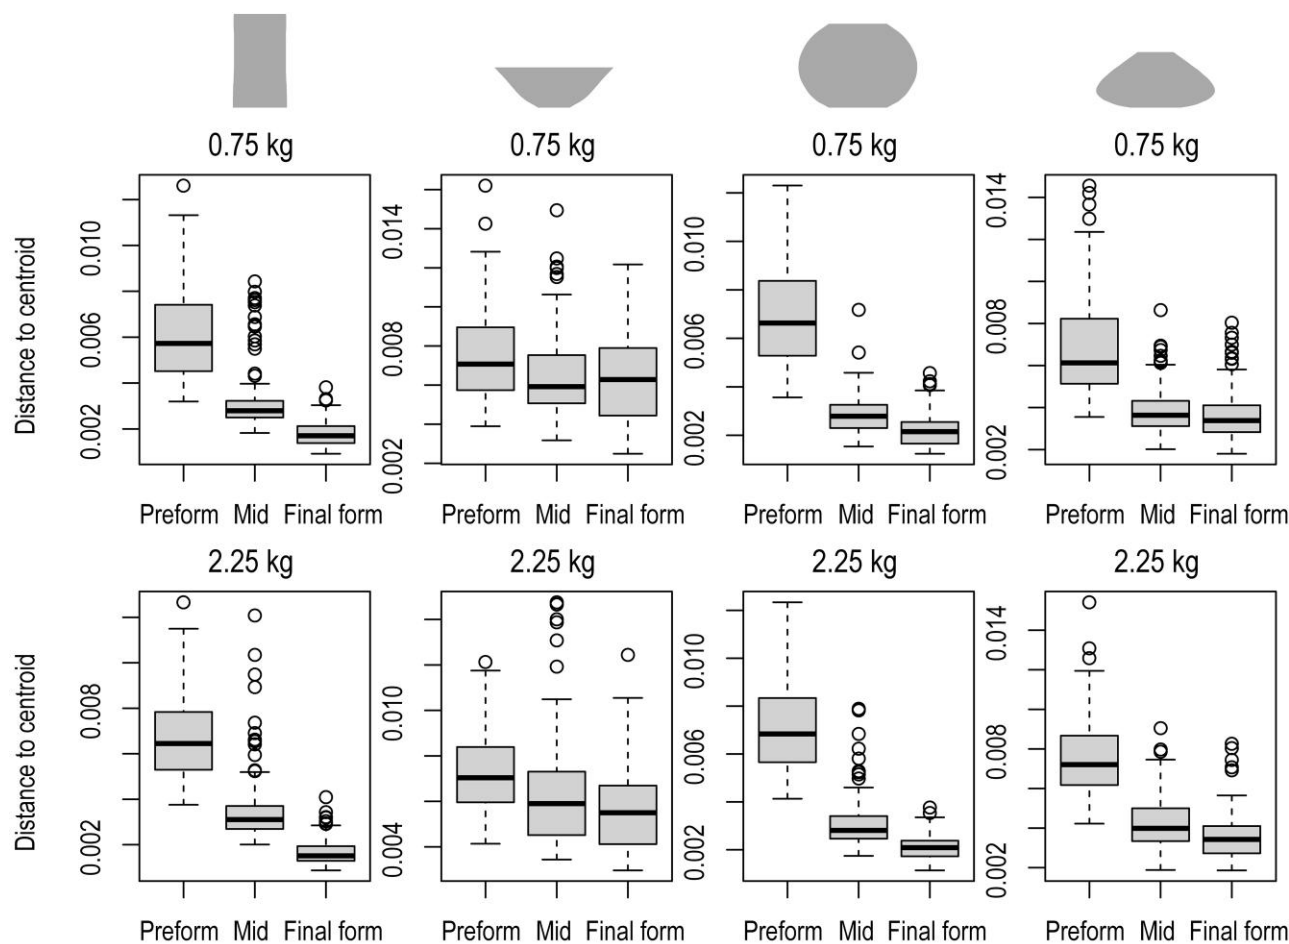 0.75 kg 0.75 kg 0.75 kg 0.75 kg
Distance to centroid
0.002 0.006 0.010
0.002 0.008 0.014
0.002 0.006 0.010
0.002 0.008 0.014
Preform Mid Final form Preform Mid Final form Preform Mid Final form Preform Mid Final form
2.25 kg 2.25 kg 2.25 kg 2.25 kg
Distance to centroid
0.002 0.008
0.004 0.010
0.002 0.006 0.010
0.002 0.008 0.014
Preform Mid Final form Preform Mid Final form Preform Mid Final form Preform Mid Final form